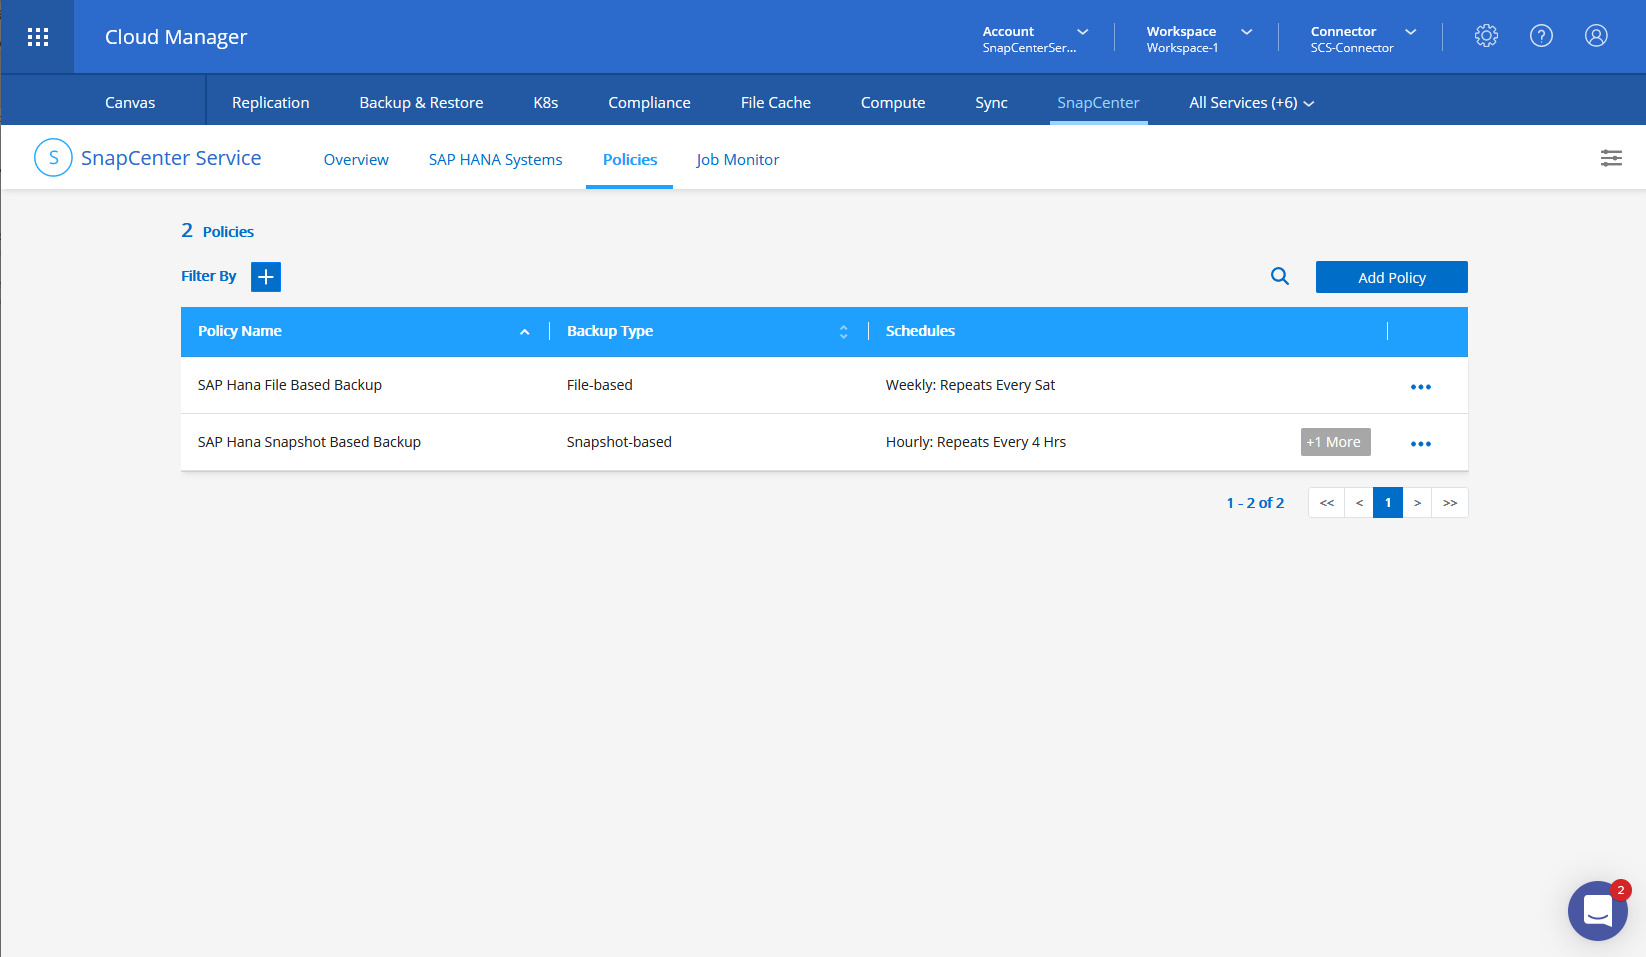 Cloud Manager
Account
SnapCenterSer...
Workspace
Workspace-1
Connector
SCS-Connector
?
Canvas Replication Backup & Restore K8s Compliance File Cache Compute Sync SnapCenter All Services (+6)
S SnapCenter Service Overview SAP HANA Systems Policies Job Monitor
2 Policies
Filter By + Add Policy
Policy Name Backup Type Schedules
SAP Hana File Based Backup File-based Weekly: Repeats Every Sat
SAP Hana Snapshot Based Backup Snapshot-based Hourly: Repeats Every 4 Hrs +1 More
1 - 2 of 2 << < 1 > >>
2